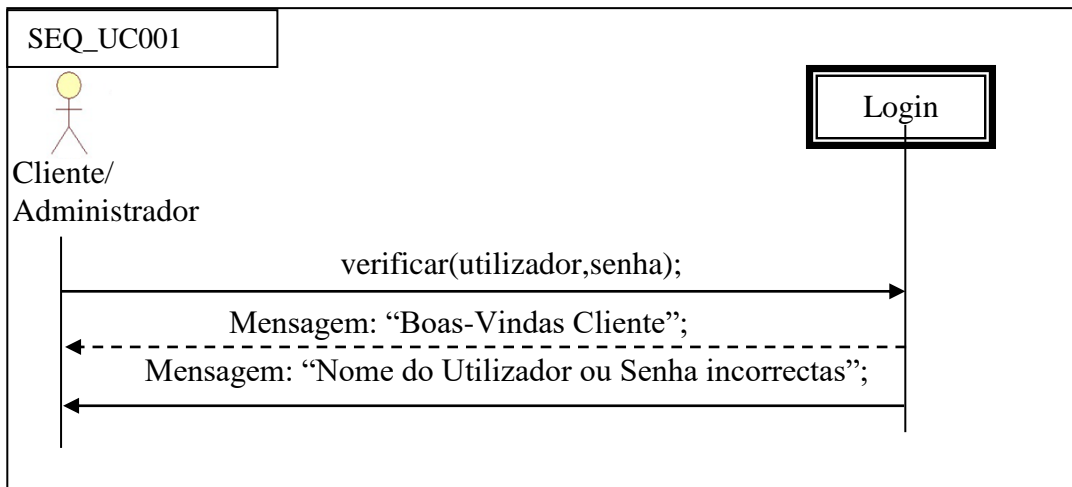 SEQ_UC001
Login
Cliente/
Administrador
verificar(utilizador,senha);
Mensagem: “Boas-Vindas Cliente”;
Mensagem: “Nome do Utilizador ou Senha incorrectas”;